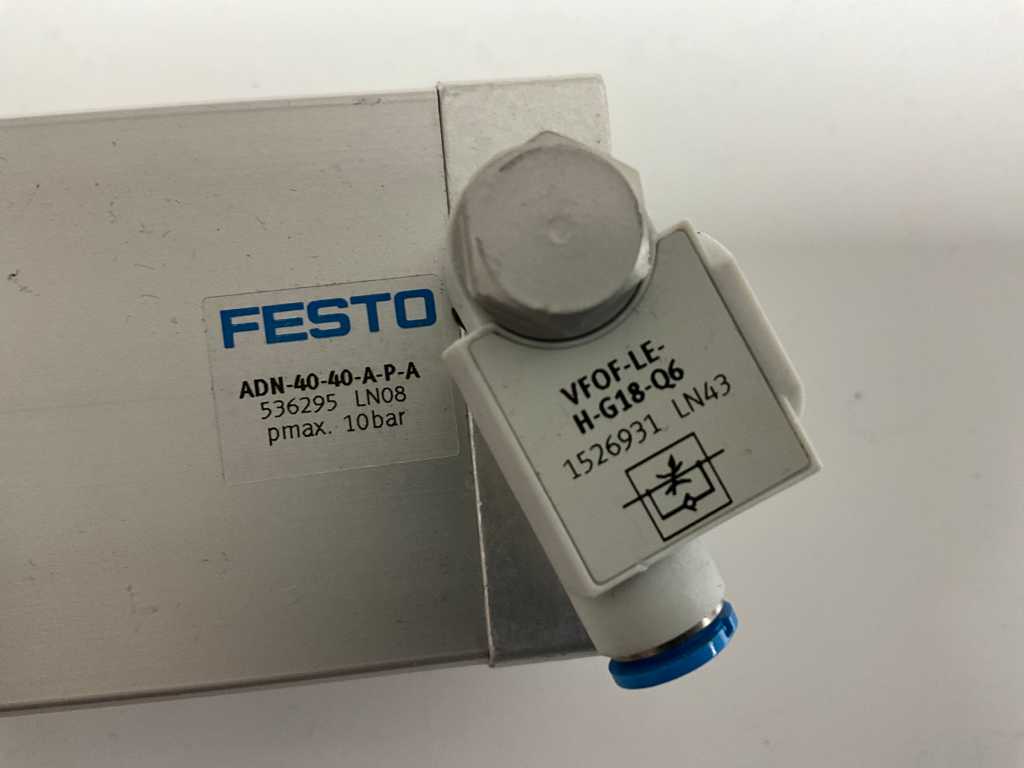 FESTO
ADN-40-40-A-P-A
536295 LN08
pmax. 10bar
VFOF-LE-
H-G18-Q6
1526931 LN43